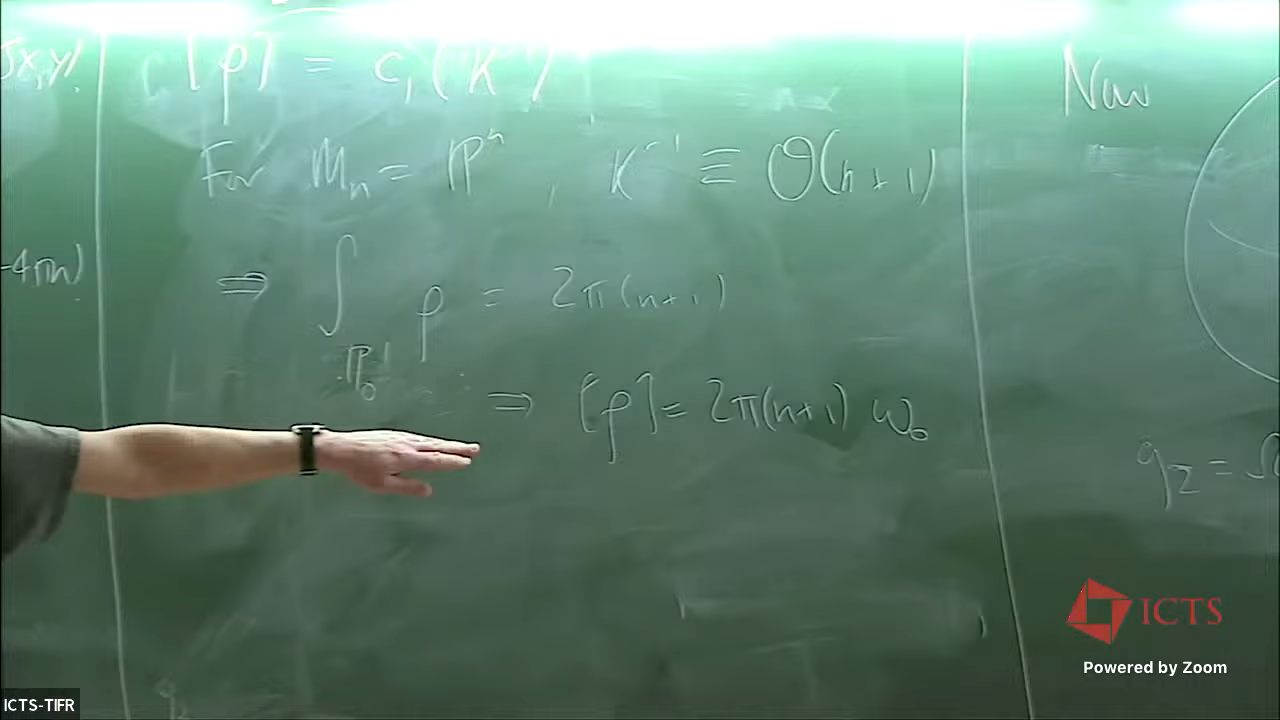 [ρ] = c₁(K⁻¹)
For Mₙ = ℙⁿ, K⁻¹ ≡ O(n+1)
⇒ ∫_{ℙ¹₀} ρ = 2π(n+1)
⇒ [ρ] = 2π(n+1) ω₀
Now
g_Σ = Ω
ICTS
Powered by Zoom
ICTS-TIFR